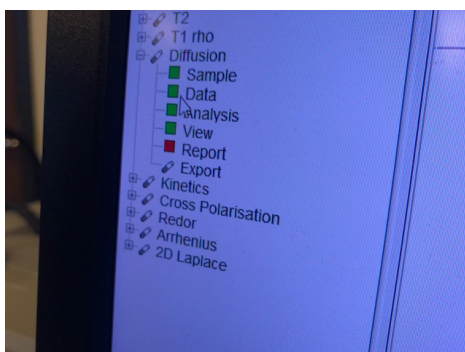 T2
T1 rho
Diffusion
Sample
Data
Analysis
View
Report
Export
Kinetics
Cross Polarisation
Redor
Arrhenius
2D Laplace